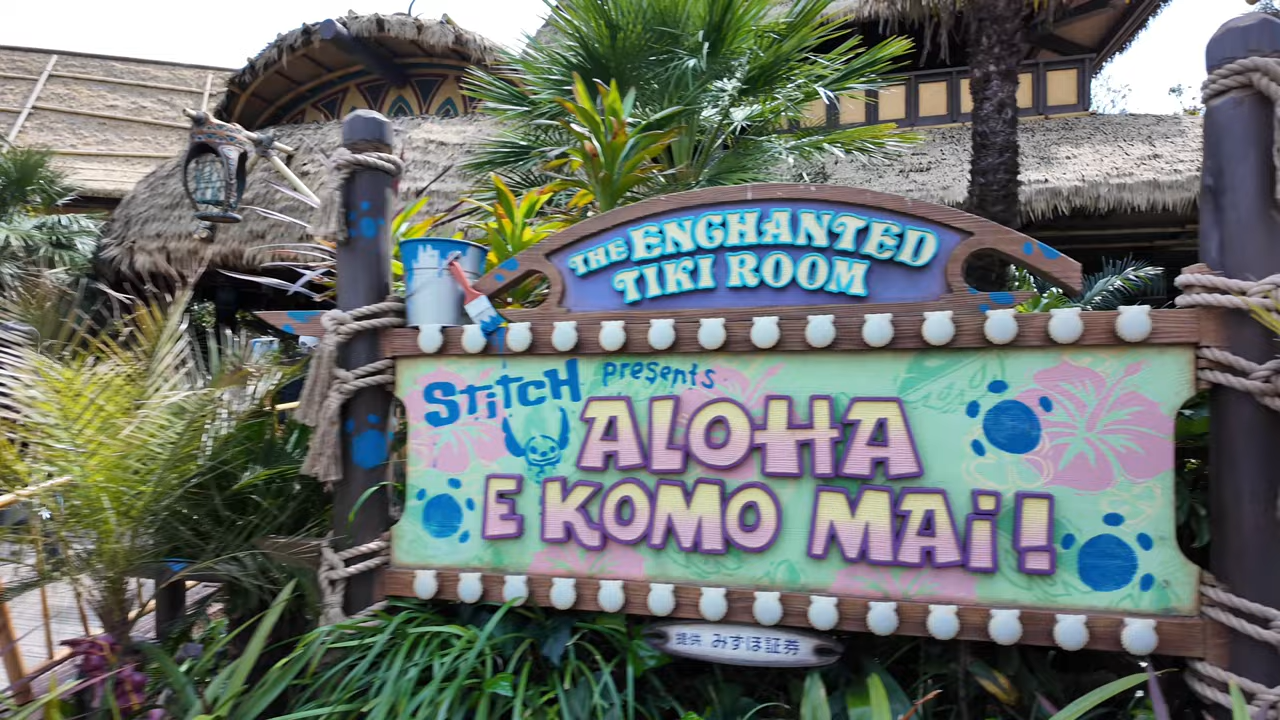 THE ENCHANTED
TIKI ROOM
STitCH presents
ALOHA
E KOMO MAi!
提供 みずほ証券